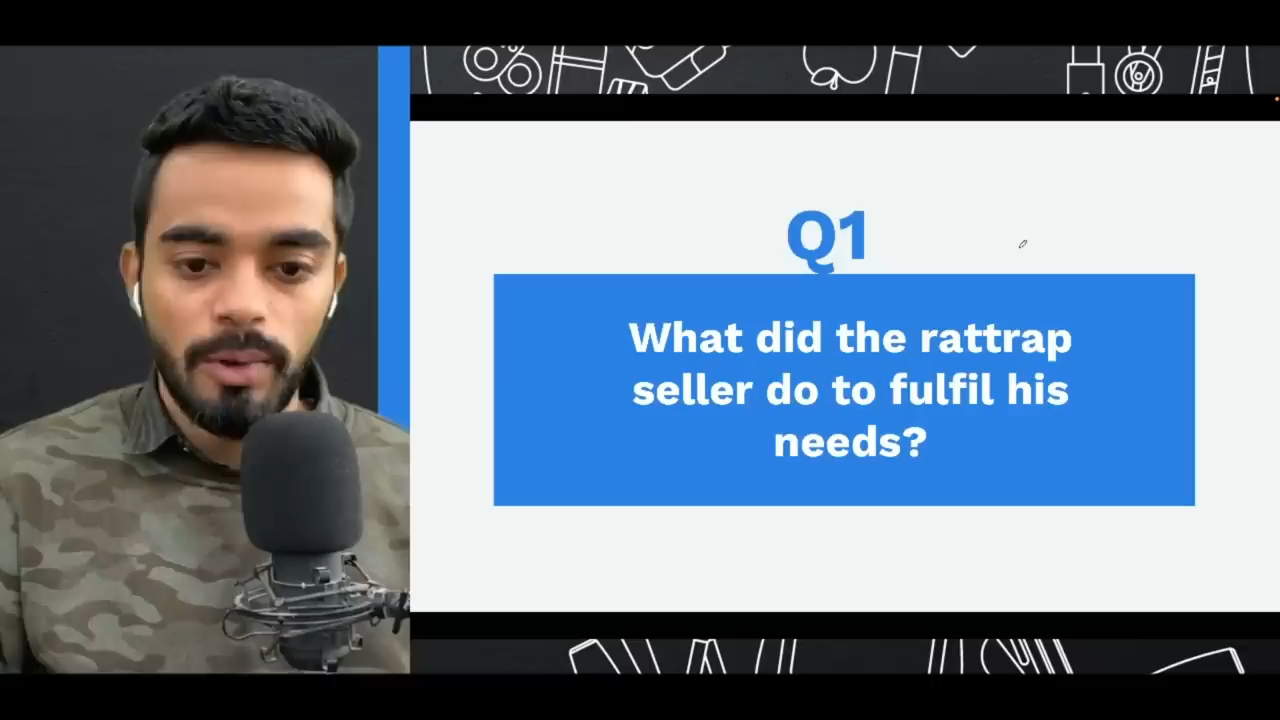 Q1
What did the rattrap
seller do to fulfil his
needs?